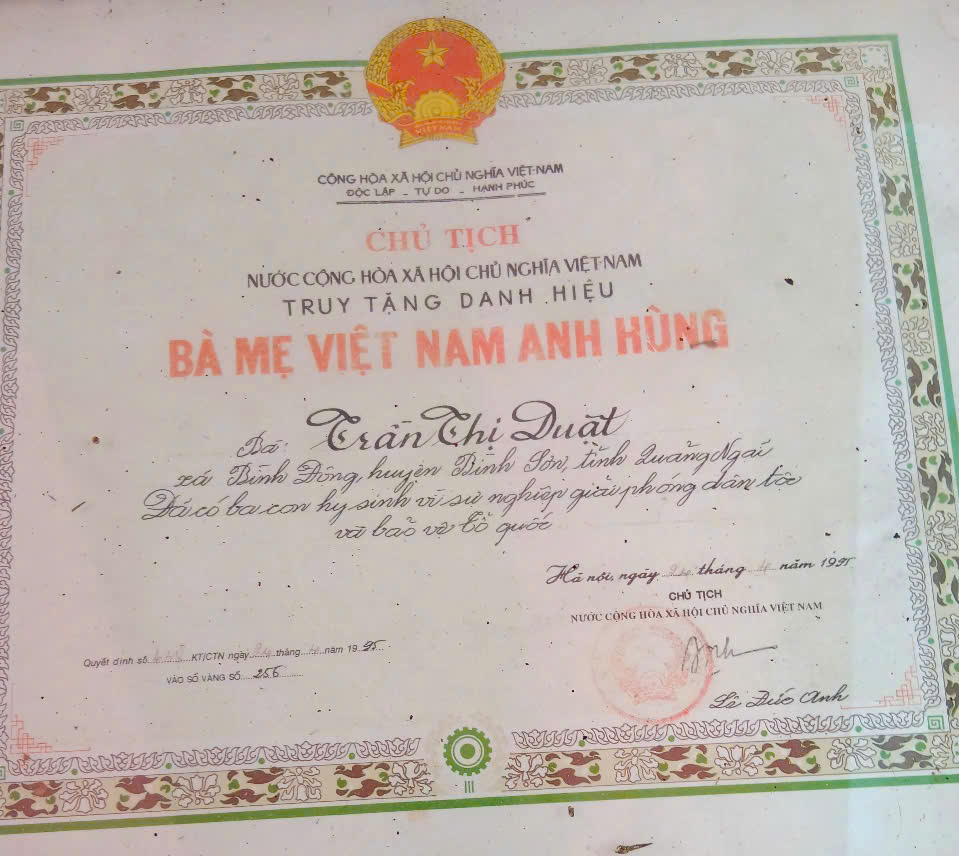 VIỆT NAM
CỘNG HÒA XÃ HỘI CHỦ NGHĨA VIỆT-NAM
ĐỘC LẬP - TỰ DO - HẠNH PHÚC
CHỦ TỊCH
NƯỚC CỘNG HÒA XÃ HỘI CHỦ NGHĨA VIỆT-NAM
TRUY TẶNG DANH HIỆU
BÀ MẸ VIỆT NAM ANH HÙNG
Bà: Trần Thị Duật
xã Bình Đông, huyện Bình Sơn, tỉnh Quảng Ngãi
Đã có ba con hy sinh vì sự nghiệp giải phóng dân tộc
và bảo vệ Tổ quốc
Hà nội, ngày tháng năm 1995
CHỦ TỊCH
NƯỚC CỘNG HÒA XÃ HỘI CHỦ NGHĨA VIỆT NAM
Quyết định số KT/CTN ngày tháng năm 1995
VÀO SỔ VÀNG SỐ 256
Lê Đức Anh